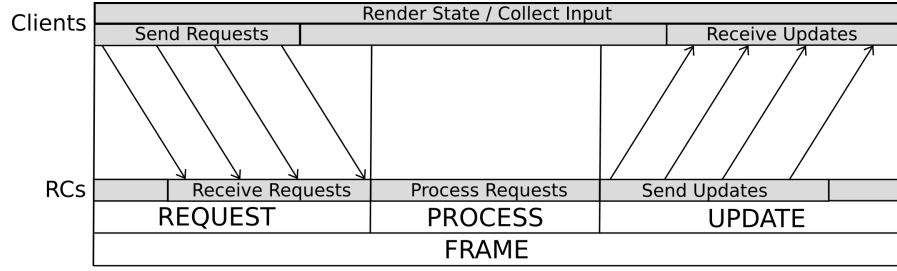 Render State / Collect Input
Clients
Send Requests
Receive Updates
RCs
Receive Requests
Process Requests
Send Updates
REQUEST
PROCESS
UPDATE
FRAME